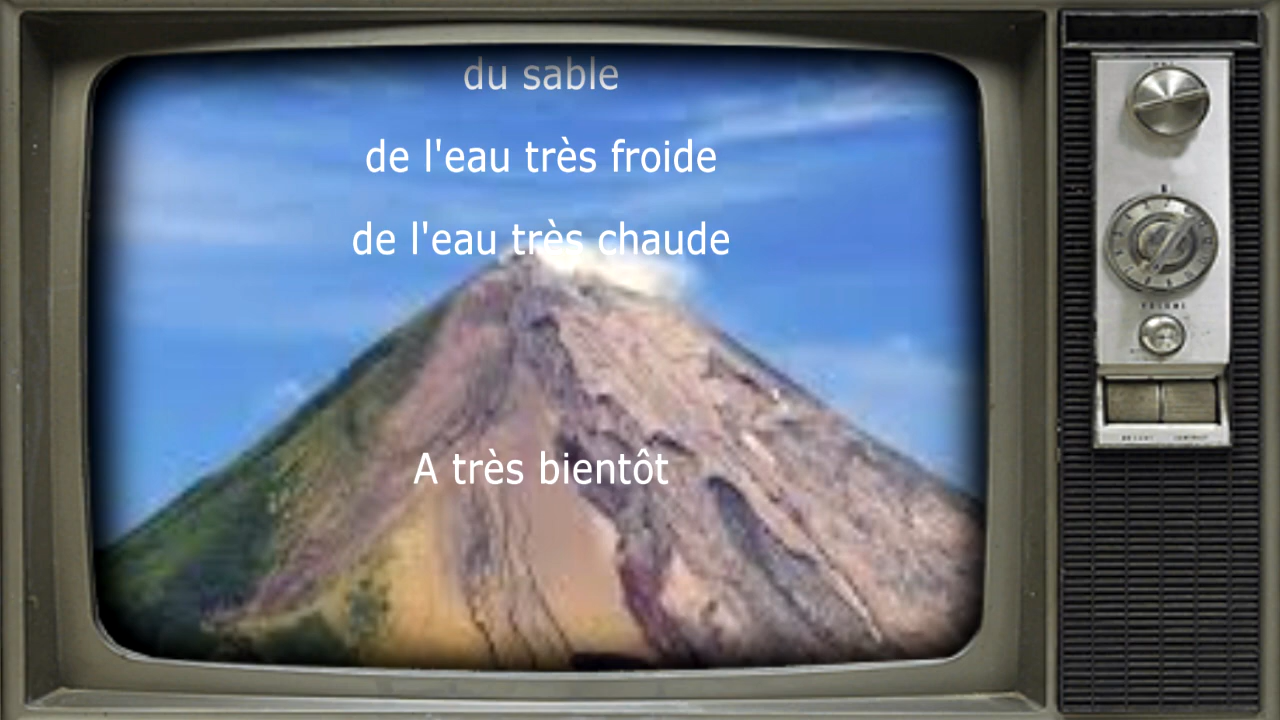 du sable
de l'eau très froide
de l'eau très chaude
A très bientôt